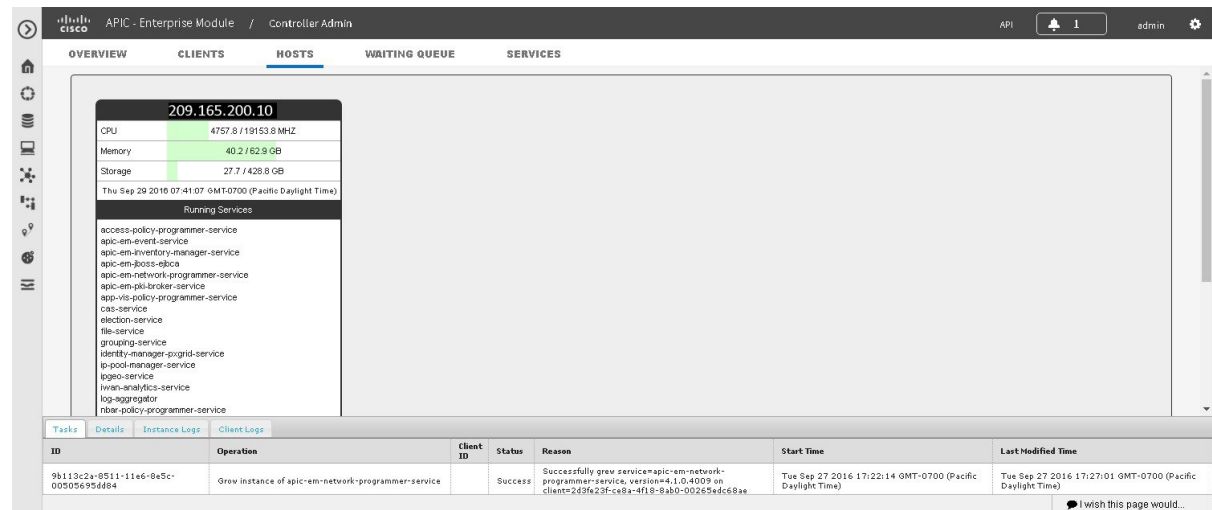 cisco APIC - Enterprise Module / Controller Admin API 1 admin
OVERVIEW CLIENTS HOSTS WAITING QUEUE SERVICES
209.165.200.10
CPU 4757.8 / 19153.8 MHZ
Memory 40.2 / 62.9 GB
Storage 27.7 / 428.8 GB
Thu Sep 29 2016 07:41:07 GMT-0700 (Pacific Daylight Time)
Running Services
access-policy-programmer-service
apic-em-event-service
apic-em-inventory-manager-service
apic-em-jboss-ejbca
apic-em-network-programmer-service
apic-em-pki-broker-service
app-vis-policy-programmer-service
cas-service
election-service
file-service
grouping-service
identity-manager-pxgrid-service
ip-pool-manager-service
ipgeo-service
iwan-analytics-service
log-aggregator
nbar-policy-programmer-service
Tasks Details Instance Logs Client Logs
ID Operation Client ID Status Reason Start Time Last Modified Time
9b113c2a-8511-11e6-8e5c-
00505695dd84
Grow instance of apic-em-network-programmer-service
Success
Successfully grew service=apic-em-network-
programmer-service, version=4.1.0.4009 on
client=2d3fe23f-ce8a-4f18-8ab0-00265edc68ae
Tue Sep 27 2016 17:22:14 GMT-0700 (Pacific
Daylight Time)
Tue Sep 27 2016 17:27:01 GMT-0700 (Pacific
Daylight Time)
I wish this page would...